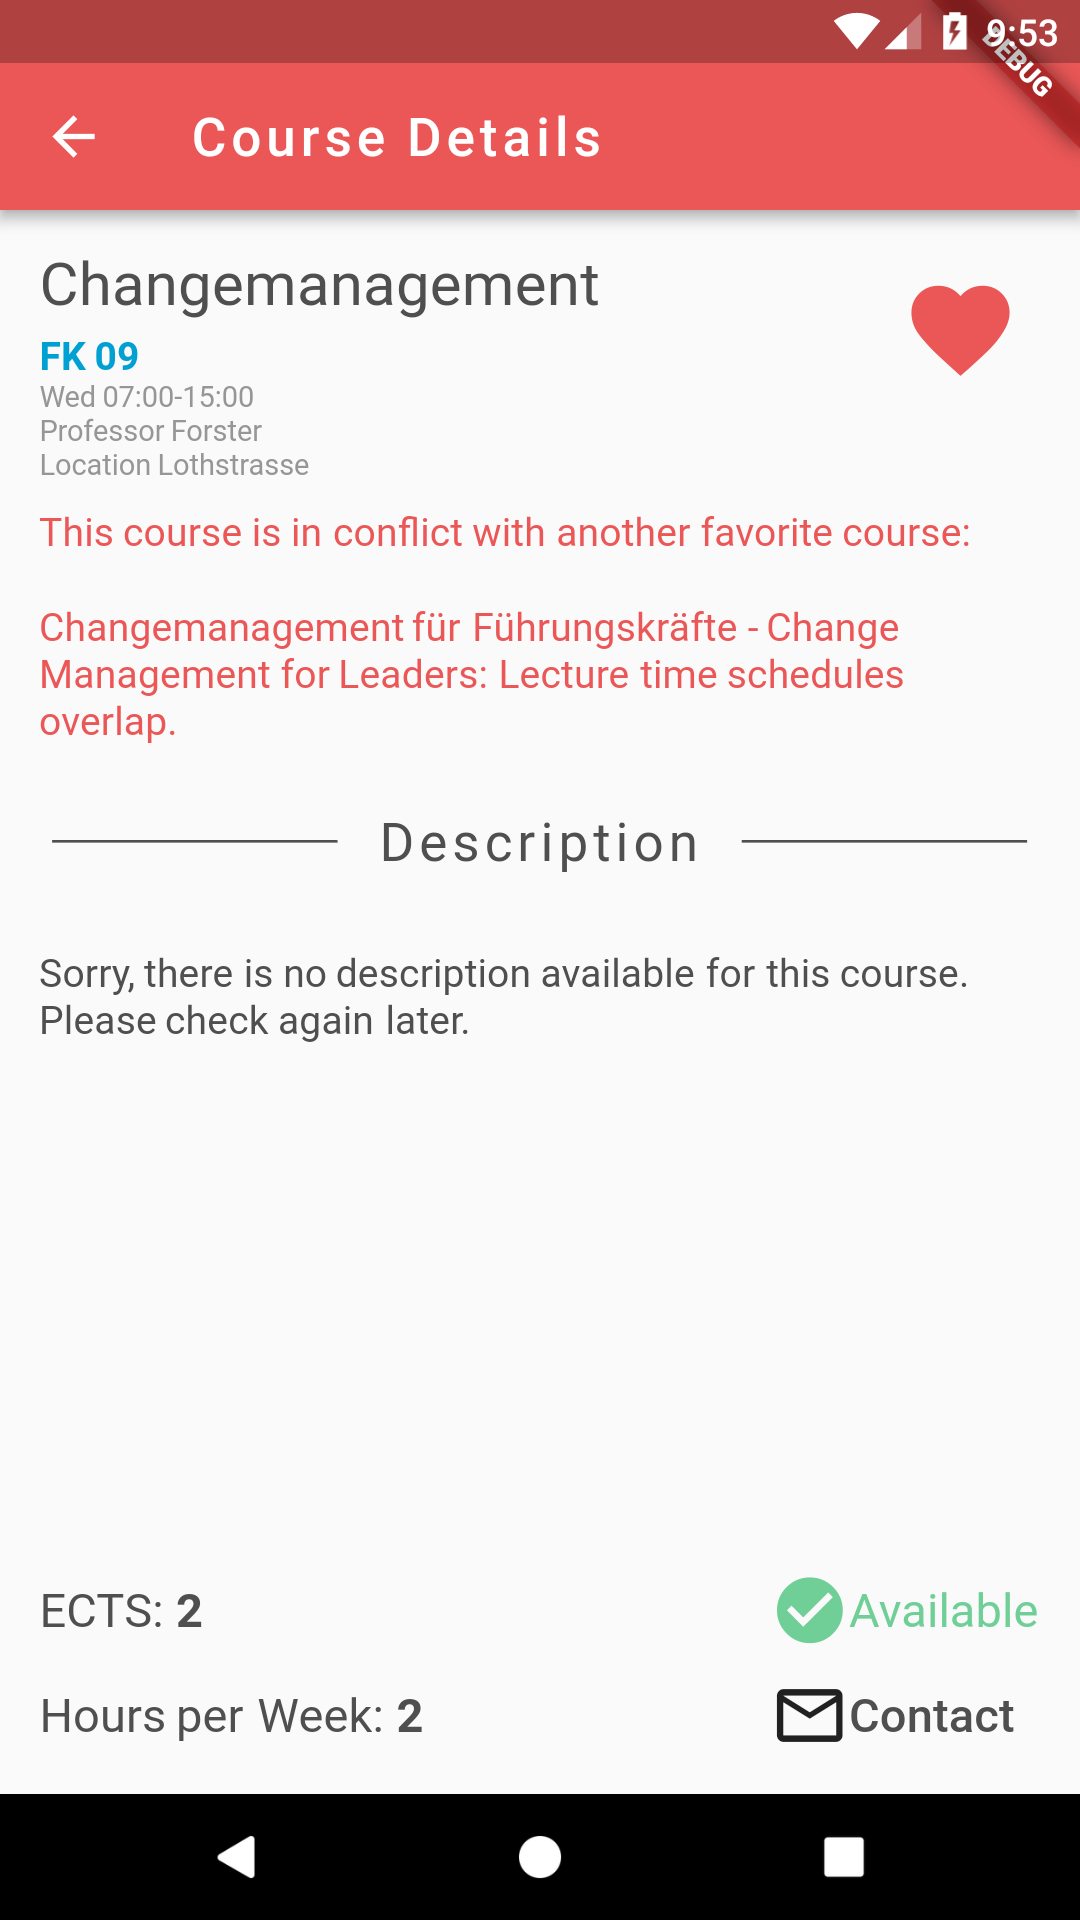 9:53
DEBUG
Course Details
Changemanagement
FK 09
Wed 07:00-15:00
Professor Forster
Location Lothstrasse
This course is in conflict with another favorite course:
Changemanagement für Führungskräfte - Change
Management for Leaders: Lecture time schedules
overlap.
Description
Sorry, there is no description available for this course.
Please check again later.
ECTS: 2
Available
Hours per Week: 2
Contact